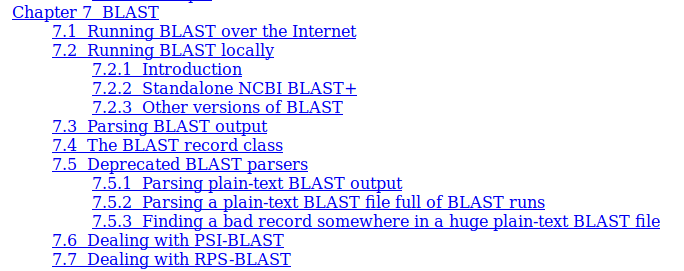 Chapter 7  BLAST
7.1  Running BLAST over the Internet
7.2  Running BLAST locally
7.2.1  Introduction
7.2.2  Standalone NCBI BLAST+
7.2.3  Other versions of BLAST
7.3  Parsing BLAST output
7.4  The BLAST record class
7.5  Deprecated BLAST parsers
7.5.1  Parsing plain-text BLAST output
7.5.2  Parsing a plain-text BLAST file full of BLAST runs
7.5.3  Finding a bad record somewhere in a huge plain-text BLAST file
7.6  Dealing with PSI-BLAST
7.7  Dealing with RPS-BLAST